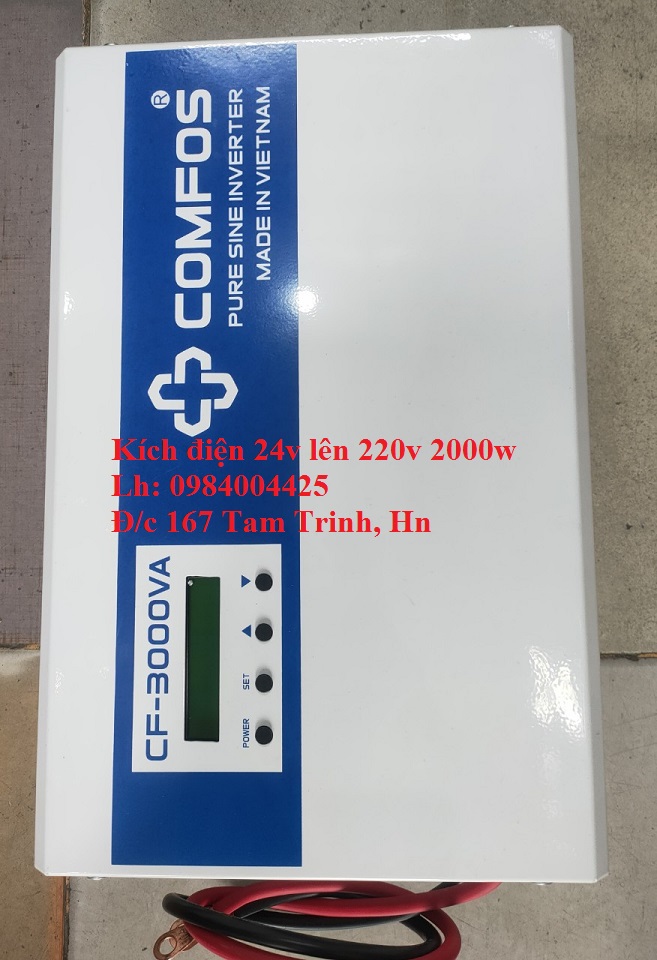 COMFOS®
PURE SINE INVERTER
MADE IN VIETNAM
Kích điện 24v lên 220v 2000w
Lh: 0984004425
Đ/c 167 Tam Trinh, Hn
CF-3000VA
POWER SET ▲ ▼